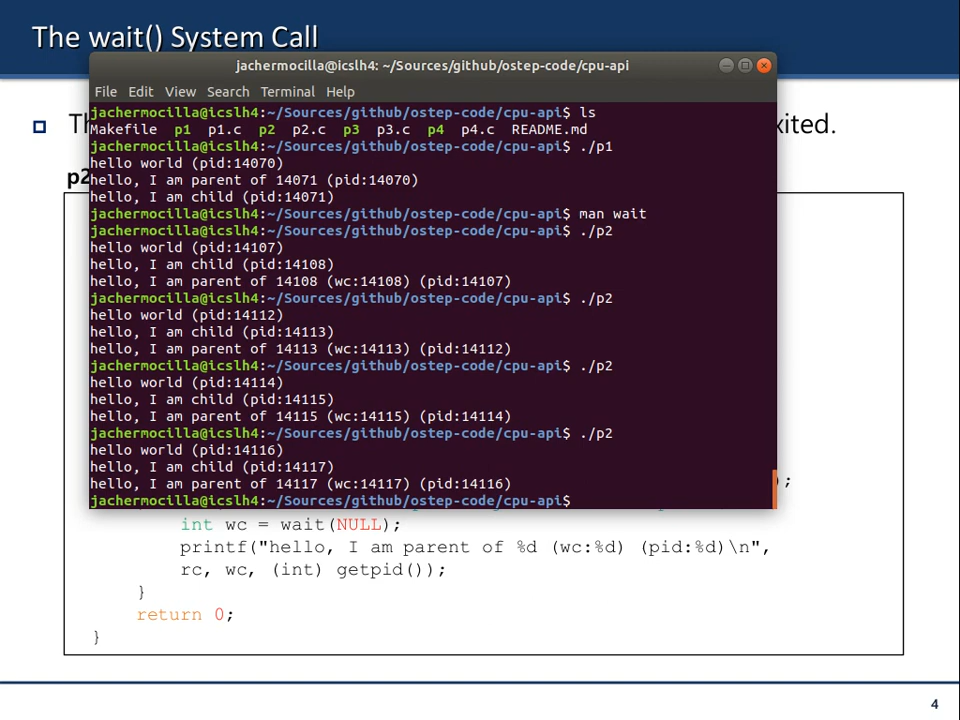 The wait() System Call
jachermocilla@icslh4: ~/Sources/github/ostep-code/cpu-api
File Edit View Search Terminal Help
jachermocilla@icslh4:~/Sources/github/ostep-code/cpu-api$ ls
Makefile p1 p1.c p2 p2.c p3 p3.c p4 p4.c README.md
jachermocilla@icslh4:~/Sources/github/ostep-code/cpu-api$ ./p1
hello world (pid:14070)
hello, I am parent of 14071 (pid:14070)
hello, I am child (pid:14071)
jachermocilla@icslh4:~/Sources/github/ostep-code/cpu-api$ man wait
jachermocilla@icslh4:~/Sources/github/ostep-code/cpu-api$ ./p2
hello world (pid:14107)
hello, I am child (pid:14108)
hello, I am parent of 14108 (wc:14108) (pid:14107)
jachermocilla@icslh4:~/Sources/github/ostep-code/cpu-api$ ./p2
hello world (pid:14112)
hello, I am child (pid:14113)
hello, I am parent of 14113 (wc:14113) (pid:14112)
jachermocilla@icslh4:~/Sources/github/ostep-code/cpu-api$ ./p2
hello world (pid:14114)
hello, I am child (pid:14115)
hello, I am parent of 14115 (wc:14115) (pid:14114)
jachermocilla@icslh4:~/Sources/github/ostep-code/cpu-api$ ./p2
hello world (pid:14116)
hello, I am child (pid:14117)
hello, I am parent of 14117 (wc:14117) (pid:14116)
jachermocilla@icslh4:~/Sources/github/ostep-code/cpu-api$
int wc = wait(NULL);
printf("hello, I am parent of %d (wc:%d) (pid:%d)\n",
rc, wc, (int) getpid());
}
return 0;
}
4